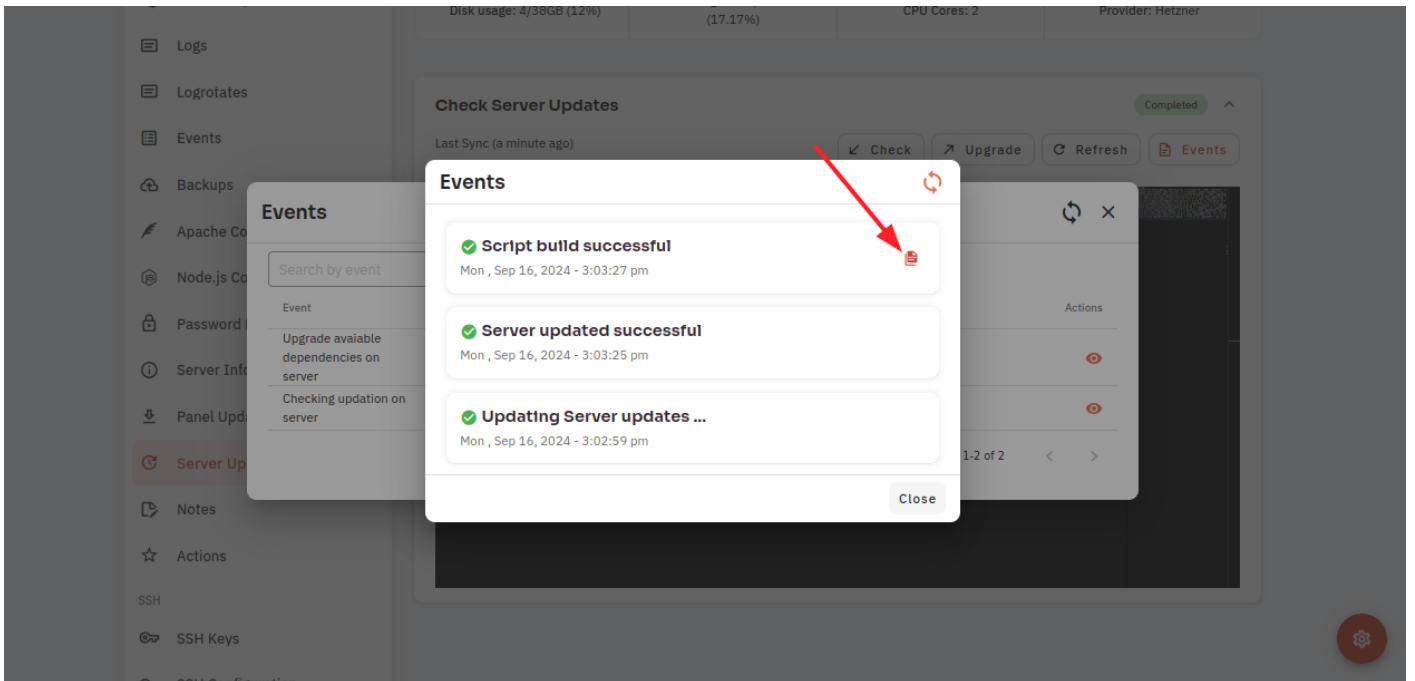 Disk usage: 4/38GB (12%)
(17.17%)
CPU Cores: 2
Provider: Hetzner
Logs
Logrotates
Events
Backups
Apache Co
Node.js Co
Password
Server Info
Panel Upd
Server Up
Notes
Actions
SSH
SSH Keys
Check Server Updates
Completed
Last Sync (a minute ago)
Check
Upgrade
Refresh
Events
Events
Search by event
Event
Actions
Upgrade avaiable
dependencies on
server
Checking updation on
server
1-2 of 2
Events
Script build successful
Mon , Sep 16, 2024 - 3:03:27 pm
Server updated successful
Mon , Sep 16, 2024 - 3:03:25 pm
Updating Server updates ...
Mon , Sep 16, 2024 - 3:02:59 pm
Close